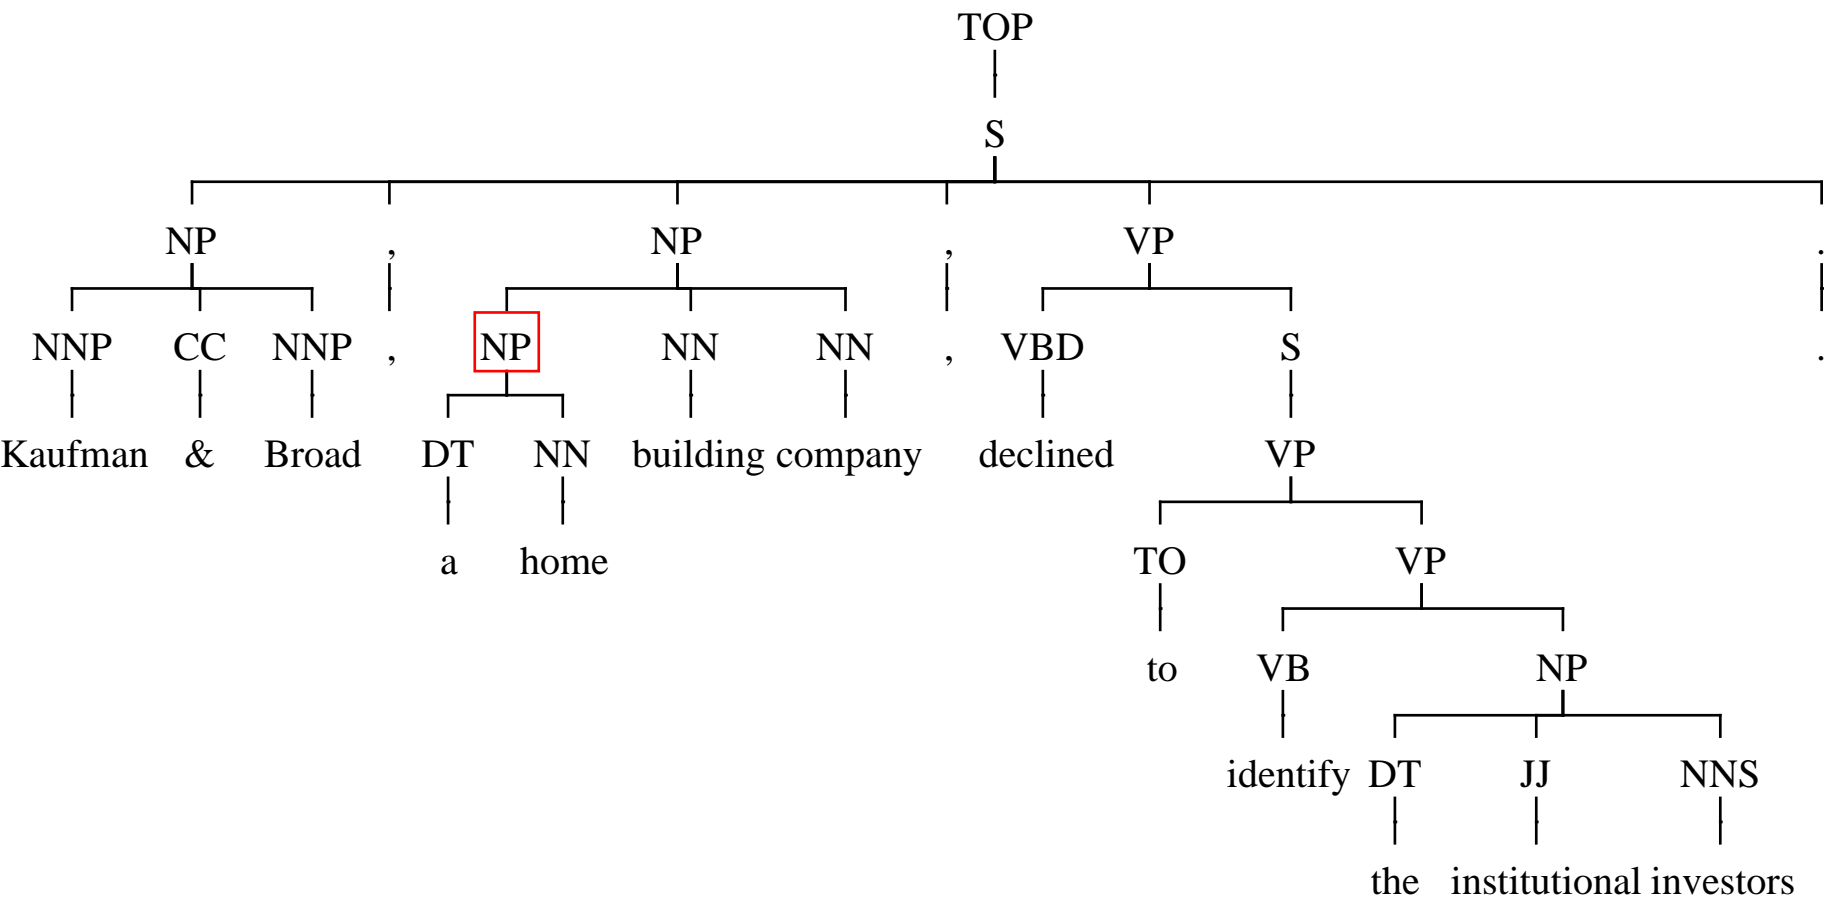 TOP
S
NP , NP , VP .
NNP CC NNP , NP NN NN , VBD S .
Kaufman & Broad DT NN building company declined VP
a home TO VP
to VB NP
identify DT JJ NNS
the institutional investors